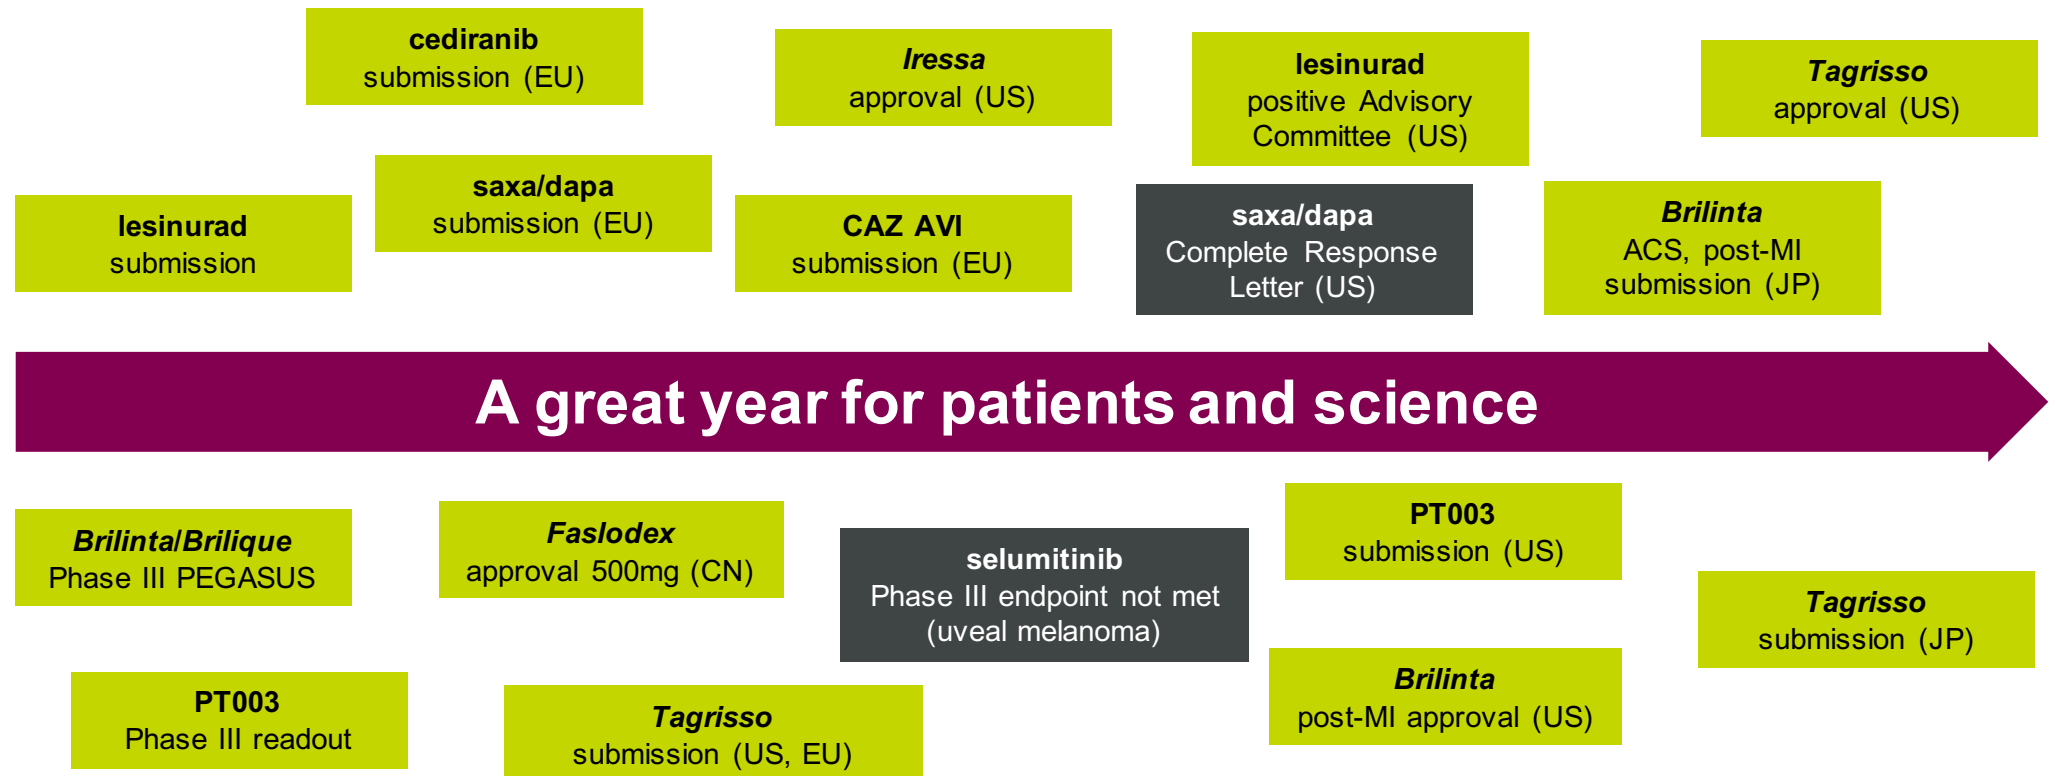 cediranib
submission (EU)
Iressa
approval (US)
lesinurad
positive Advisory
Committee (US)
Tagrisso
approval (US)
lesinurad
submission
saxa/dapa
submission (EU)
CAZ AVI
submission (EU)
saxa/dapa
Complete Response
Letter (US)
Brilinta
ACS, post-MI
submission (JP)
A great year for patients and science
Brilinta/Brilique
Phase III PEGASUS
Faslodex
approval 500mg (CN)
selumitinib
Phase III endpoint not met
(uveal melanoma)
PT003
submission (US)
Tagrisso
submission (JP)
PT003
Phase III readout
Tagrisso
submission (US, EU)
Brilinta
post-MI approval (US)